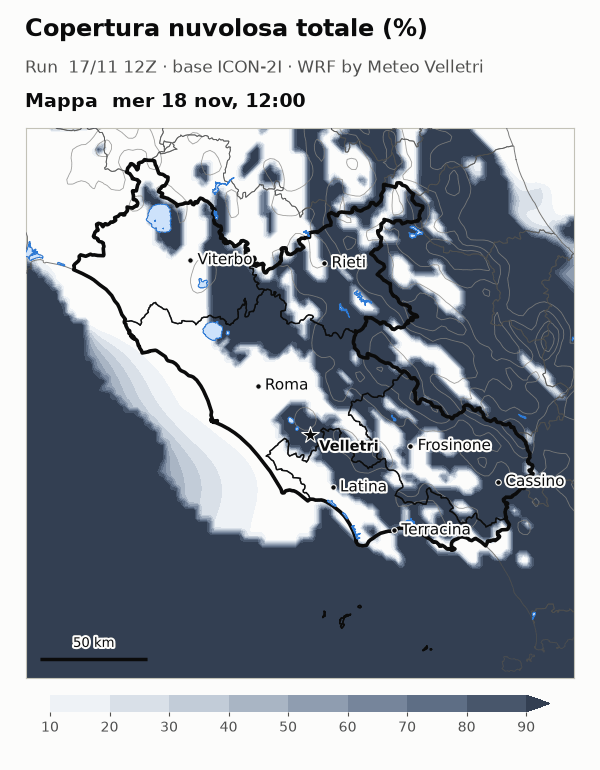 Copertura nuvolosa totale (%)
Run 17/11 12Z · base ICON-2I · WRF by Meteo Velletri
Mappa mer 18 nov, 12:00
Viterbo
Rieti
Roma
Velletri
Frosinone
Latina
Cassino
Terracina
50 km
10 20 30 40 50 60 70 80 90